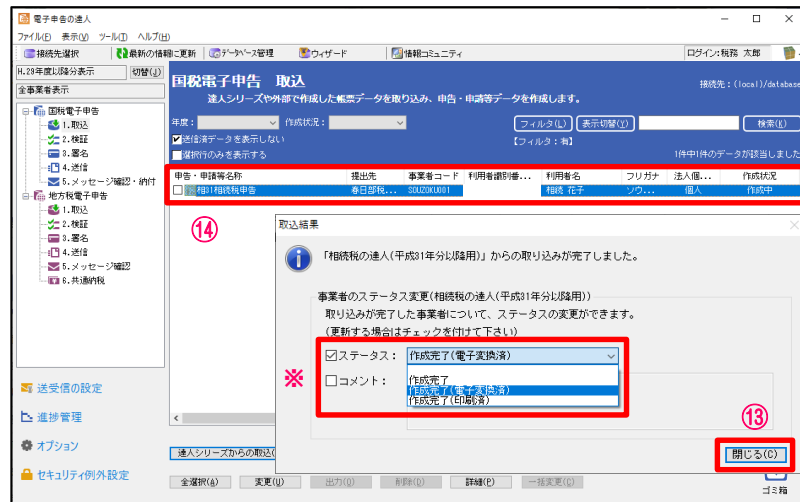 電子申告の達人
ファイル(F) 表示(V) ツール(T) ヘルプ(H)
接続先選択 最新の情報に更新 データベース管理 ウィザード 情報コミュニティ ログイン:税務 太郎
H.29年度以降分表示 切替(J)
全事業者表示
国税電子申告
1.取込
2.検証
3.署名
4.送信
5.メッセージ確認・納付
地方税電子申告
1.取込
2.検証
3.署名
4.送信
5.メッセージ確認
6.共通納税
送受信の設定
進捗管理
オプション
セキュリティ例外設定
国税電子申告 取込 接続先:(local)/database
達人シリーズや外部で作成した帳票データを取り込み、申告・申請等データを作成します。
年度: 作成状況: フィルタ(L) 表示切替(Y) 検索(K)
送信済データを表示しない 【フィルタ:有】
選択行のみを表示する 1件中1件のデータが該当しました
申告・申請等名称 提出先 事業者コード 利用者識別番... 利用者名 フリガナ 法人個... 作成状況
相31相続税申告 春日部税... SOUZOKU001 相続 花子 ソウ... 個人 作成中
⑭
取込結果
「相続税の達人(平成31年分以降用)」からの取り込みが完了しました。
事業者のステータス変更(相続税の達人(平成31年分以降用))
取り込みが完了した事業者について、ステータスの変更ができます。
(更新する場合はチェックを付けて下さい)
ステータス: 作成完了(電子変換済)
※
コメント:
作成完了
作成完了(電子変換済)
作成完了(印刷済)
⑬
閉じる(C)
達人シリーズからの取込(
全選択(A) 変更(U) 出力(O) 削除(D) 詳細(P) 一括変更(C)
ゴミ箱